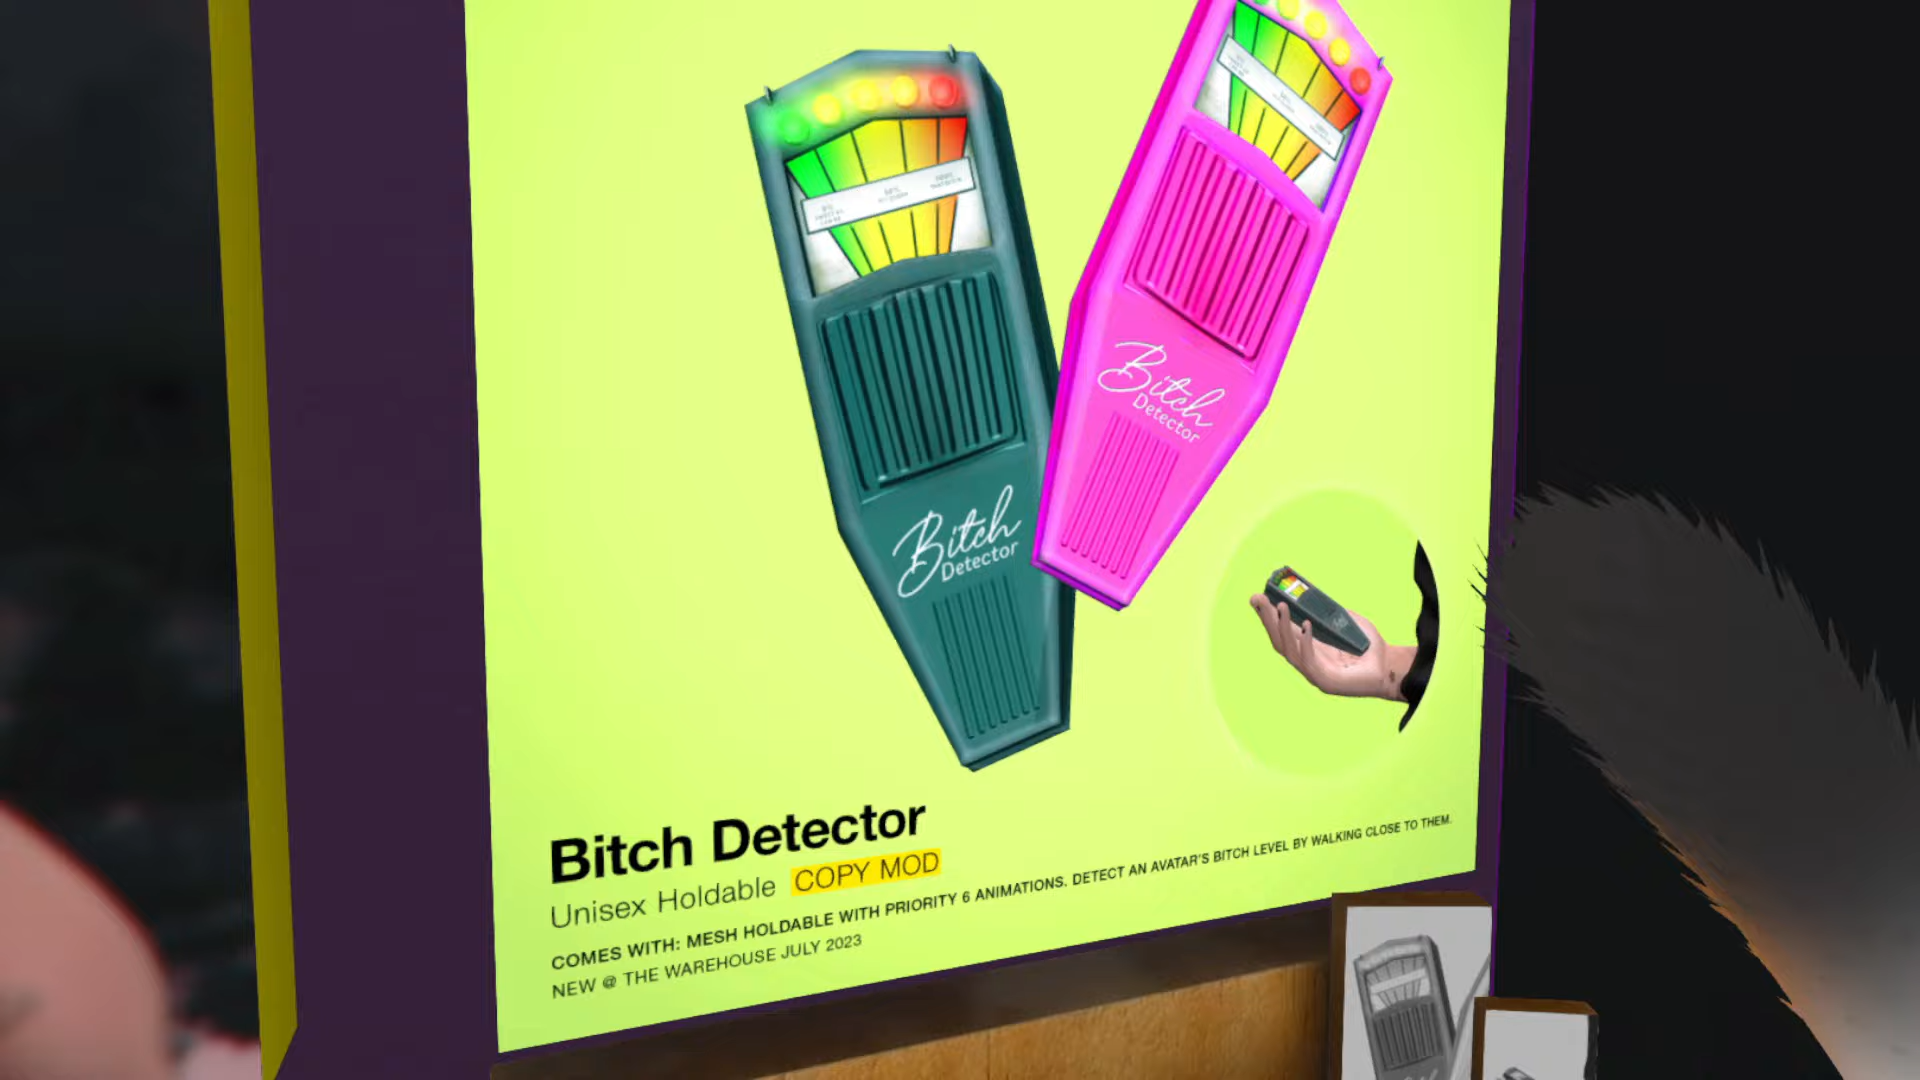 Bitch
Detector
Bitch
Detector
Bitch Detector
Unisex Holdable COPY MOD
COMES WITH: MESH HOLDABLE WITH PRIORITY 6 ANIMATIONS. DETECT AN AVATAR'S BITCH LEVEL BY WALKING CLOSE TO THEM.
NEW @ THE WAREHOUSE JULY 2023